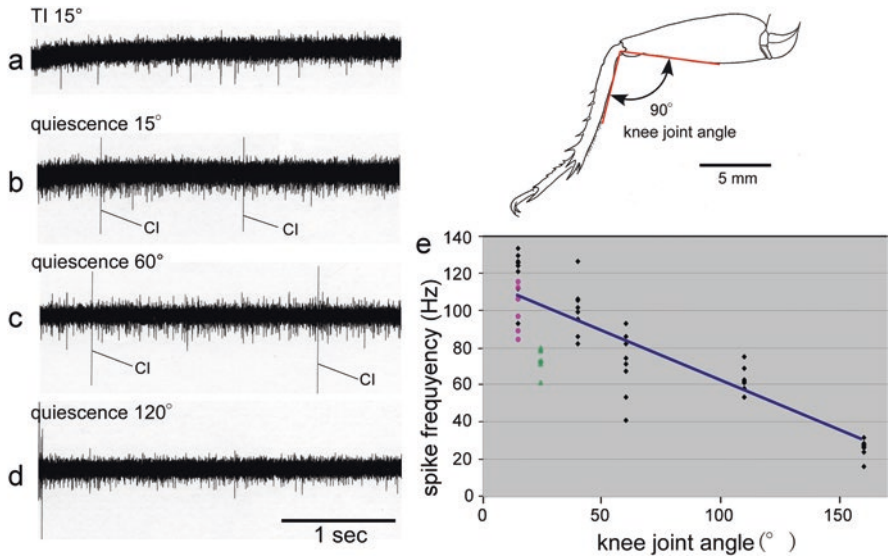 TI 15°
a
quiescence 15°
b
CI
CI
quiescence 60°
c
CI
CI
quiescence 120°
d
1 sec
90°
knee joint angle
5 mm
e
140
120
100
80
60
40
20
0
0
50
100
150
spike frequyency (Hz)
knee joint angle(°)